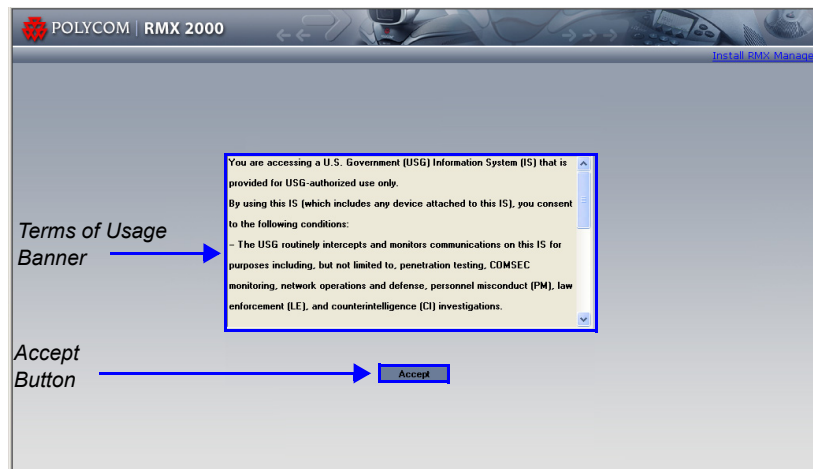 POLYCOM | RMX 2000
Install RMX Manage
You are accessing a U.S. Government (USG) Information System (IS) that is
provided for USG-authorized use only.
By using this IS (which includes any device attached to this IS), you consent
to the following conditions:
– The USG routinely intercepts and monitors communications on this IS for
purposes including, but not limited to, penetration testing, COMSEC
monitoring, network operations and defense, personnel misconduct (PM), law
enforcement (LE), and counterintelligence (CI) investigations.
Terms of Usage
Banner
Accept
Button
Accept